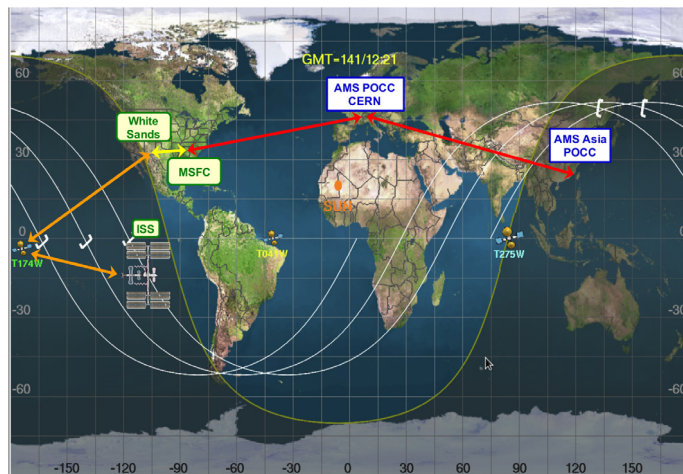 GMT=141/12:21
60
AMS POCC
CERN
White
Sands
AMS Asia
POCC
30
MSFC
SUN
ISS
0
T174W
T041W
T275W
-30
-60
-150 -120 -90 -60 -30 0 30 60 90 120 150